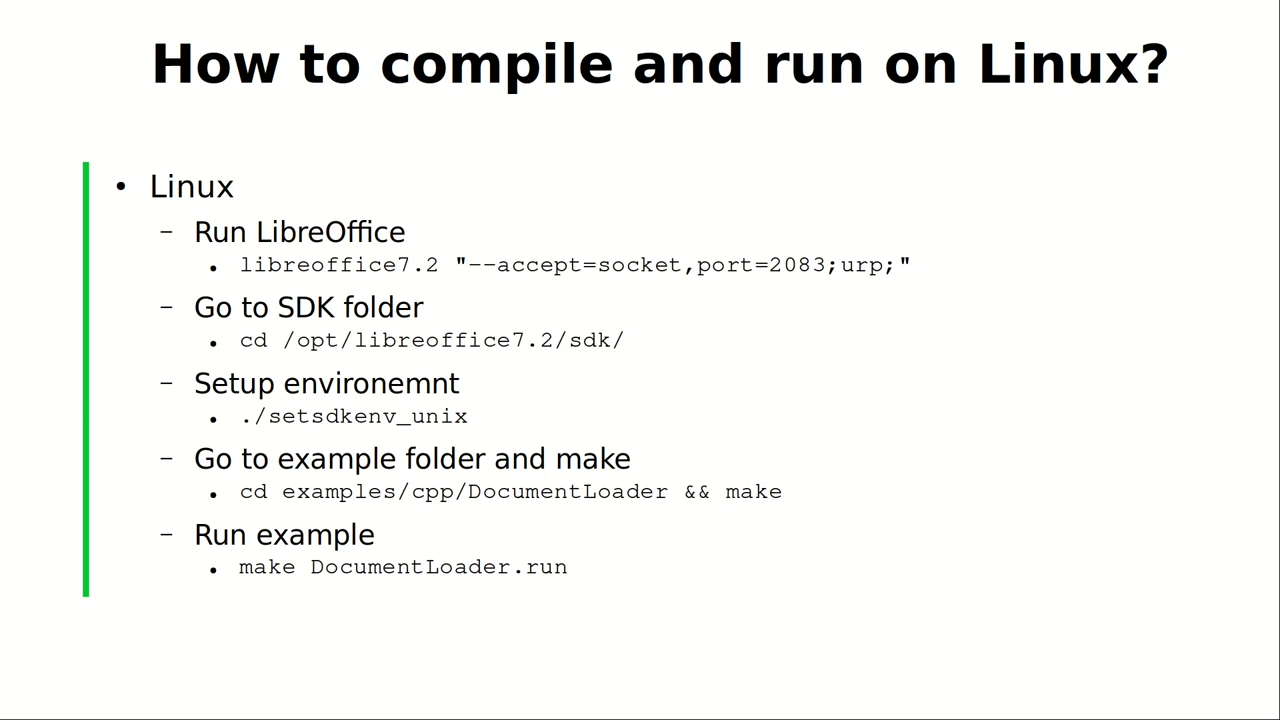 How to compile and run on Linux?
• Linux
– Run LibreOffice
• libreoffice7.2 "--accept=socket,port=2083;urp;"
– Go to SDK folder
• cd /opt/libreoffice7.2/sdk/
– Setup environemnt
• ./setsdkenv_unix
– Go to example folder and make
• cd examples/cpp/DocumentLoader && make
– Run example
• make DocumentLoader.run